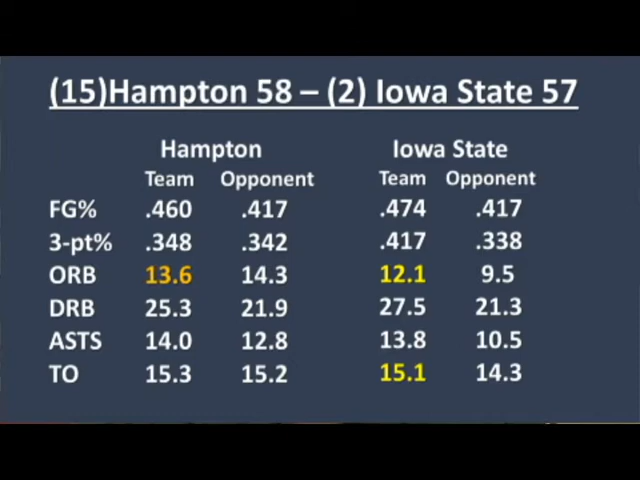 (15)Hampton 58 – (2) Iowa State 57
Hampton Iowa State
Team Opponent Team Opponent
FG% .460 .417 .474 .417
3-pt% .348 .342 .417 .338
ORB 13.6 14.3 12.1 9.5
DRB 25.3 21.9 27.5 21.3
ASTS 14.0 12.8 13.8 10.5
TO 15.3 15.2 15.1 14.3